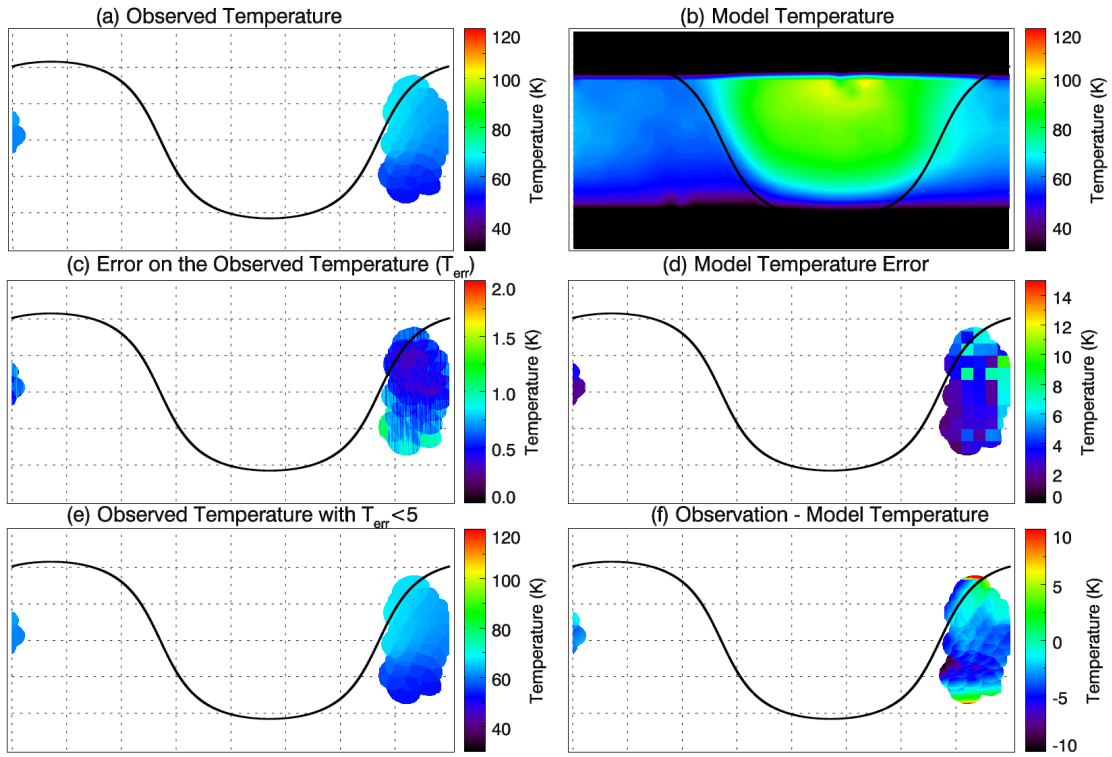 (a) Observed Temperature
120
100
80
60
40
Temperature (K)
(b) Model Temperature
120
100
80
60
40
Temperature (K)
(c) Error on the Observed Temperature (Terr)
2.0
1.5
1.0
0.5
0.0
Temperature (K)
(d) Model Temperature Error
14
12
10
8
6
4
2
0
Temperature (K)
(e) Observed Temperature with Terr<5
120
100
80
60
40
Temperature (K)
(f) Observation - Model Temperature
10
5
0
-5
-10
Temperature (K)